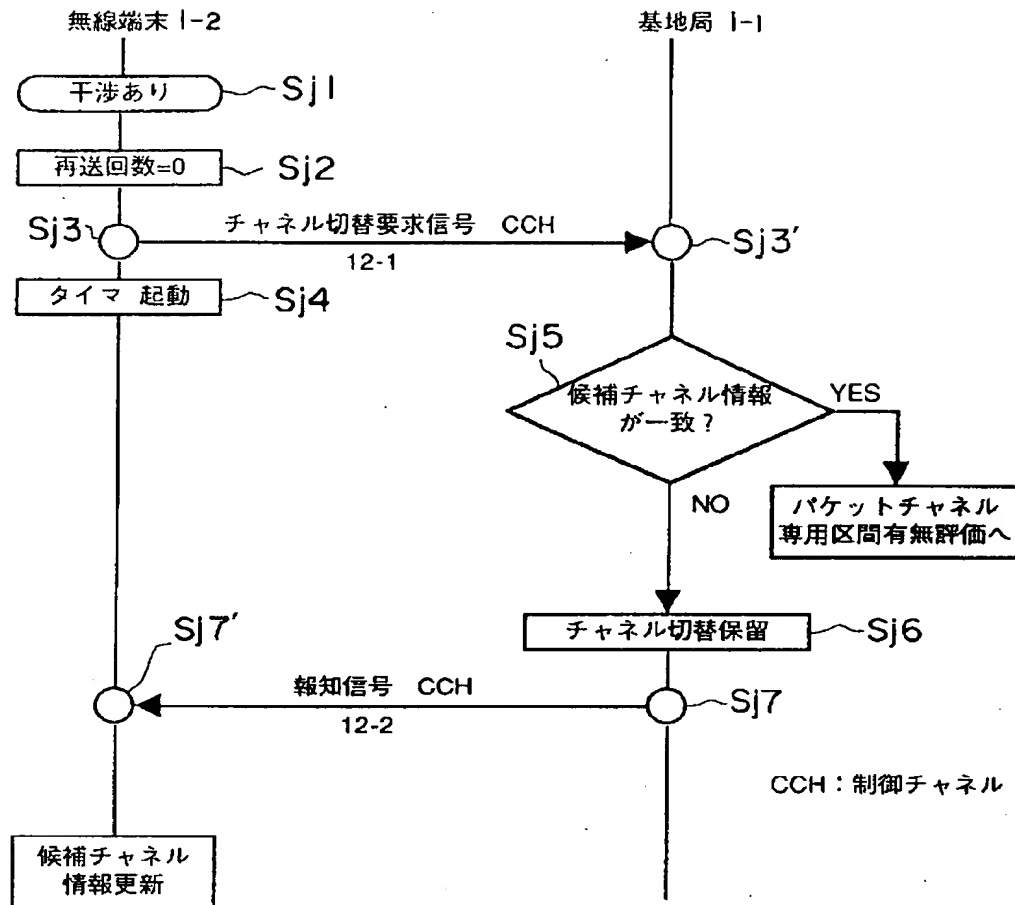 無線端末 1-2
基地局 1-1
干渉あり
Sj1
再送回数=0
Sj2
Sj3
チャネル切替要求信号 CCH
12-1
Sj3'
タイマ 起動
Sj4
Sj5
候補チャネル情報
が一致?
YES
NO
パケットチャネル
専用区間有無評価へ
チャネル切替保留
Sj6
Sj7'
報知信号 CCH
12-2
Sj7
CCH:制御チャネル
候補チャネル
情報更新